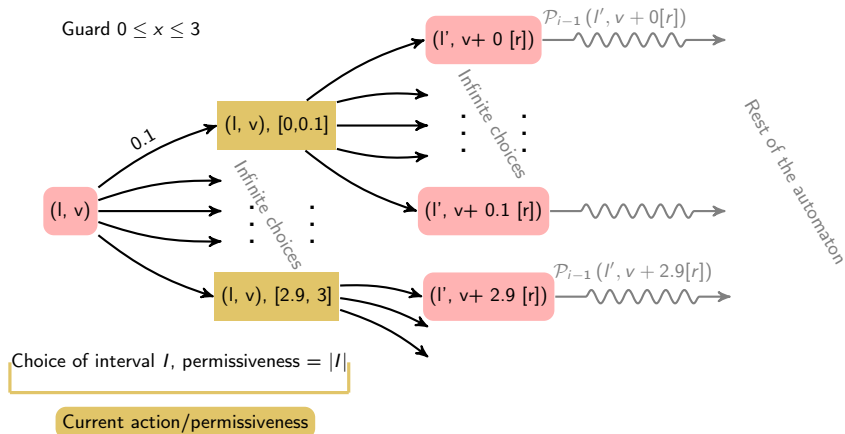 Guard 0 ≤ x ≤ 3
(l', v+ 0 [r])
𝒫ᵢ₋₁(l', v + 0[r])
0.1
(l, v), [0,0.1]
Infinite choices
Rest of the automaton
(l, v)
Infinite choices
(l', v+ 0.1 [r])
(l, v), [2.9, 3]
(l', v+ 2.9 [r])
𝒫ᵢ₋₁(l', v + 2.9[r])
Choice of interval I, permissiveness = |I|
Current action/permissiveness